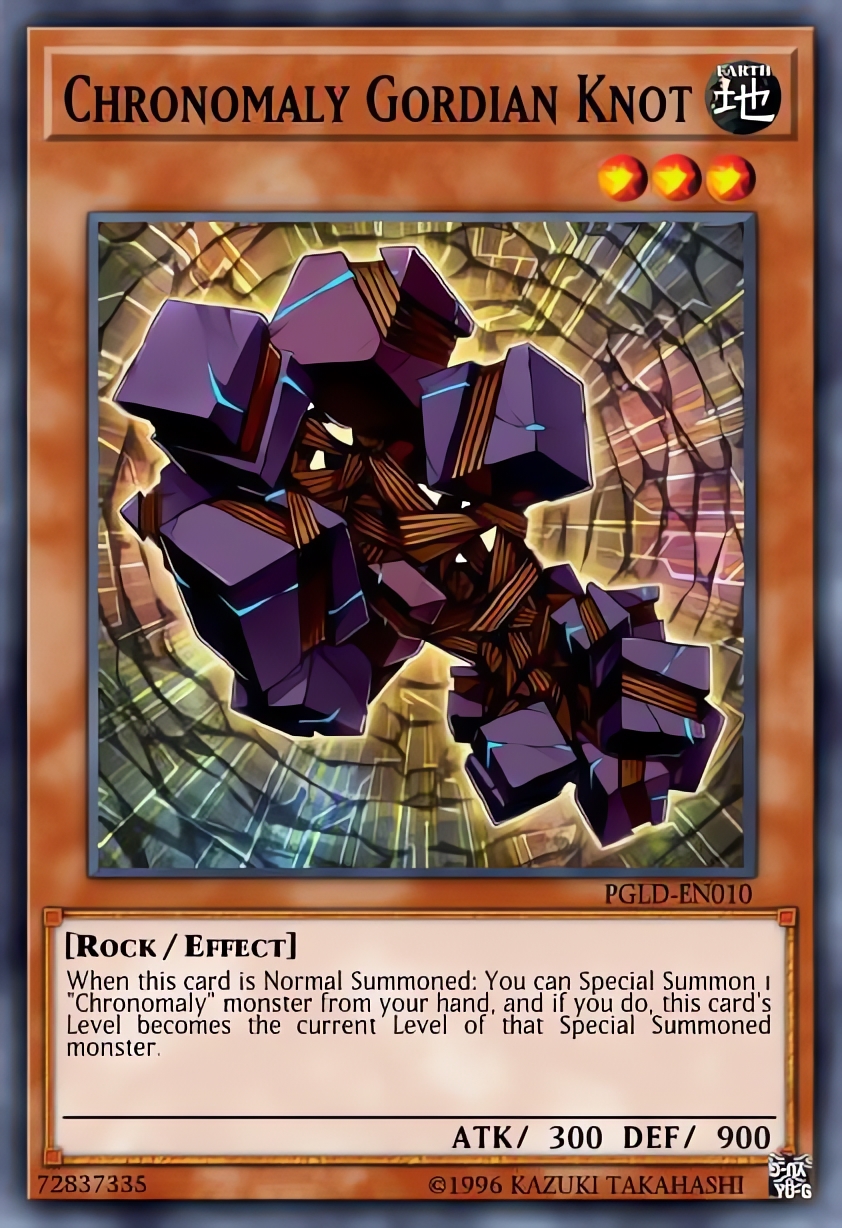 CHRONOMALY GORDIAN KNOT
EARTH
地
PGLD-EN010
[ROCK / EFFECT]
When this card is Normal Summoned: You can Special Summon 1
"Chronomaly" monster from your hand, and if you do, this card's
Level becomes the current Level of that Special Summoned
monster.
ATK/ 300 DEF/ 900
72837335
©1996 KAZUKI TAKAHASHI